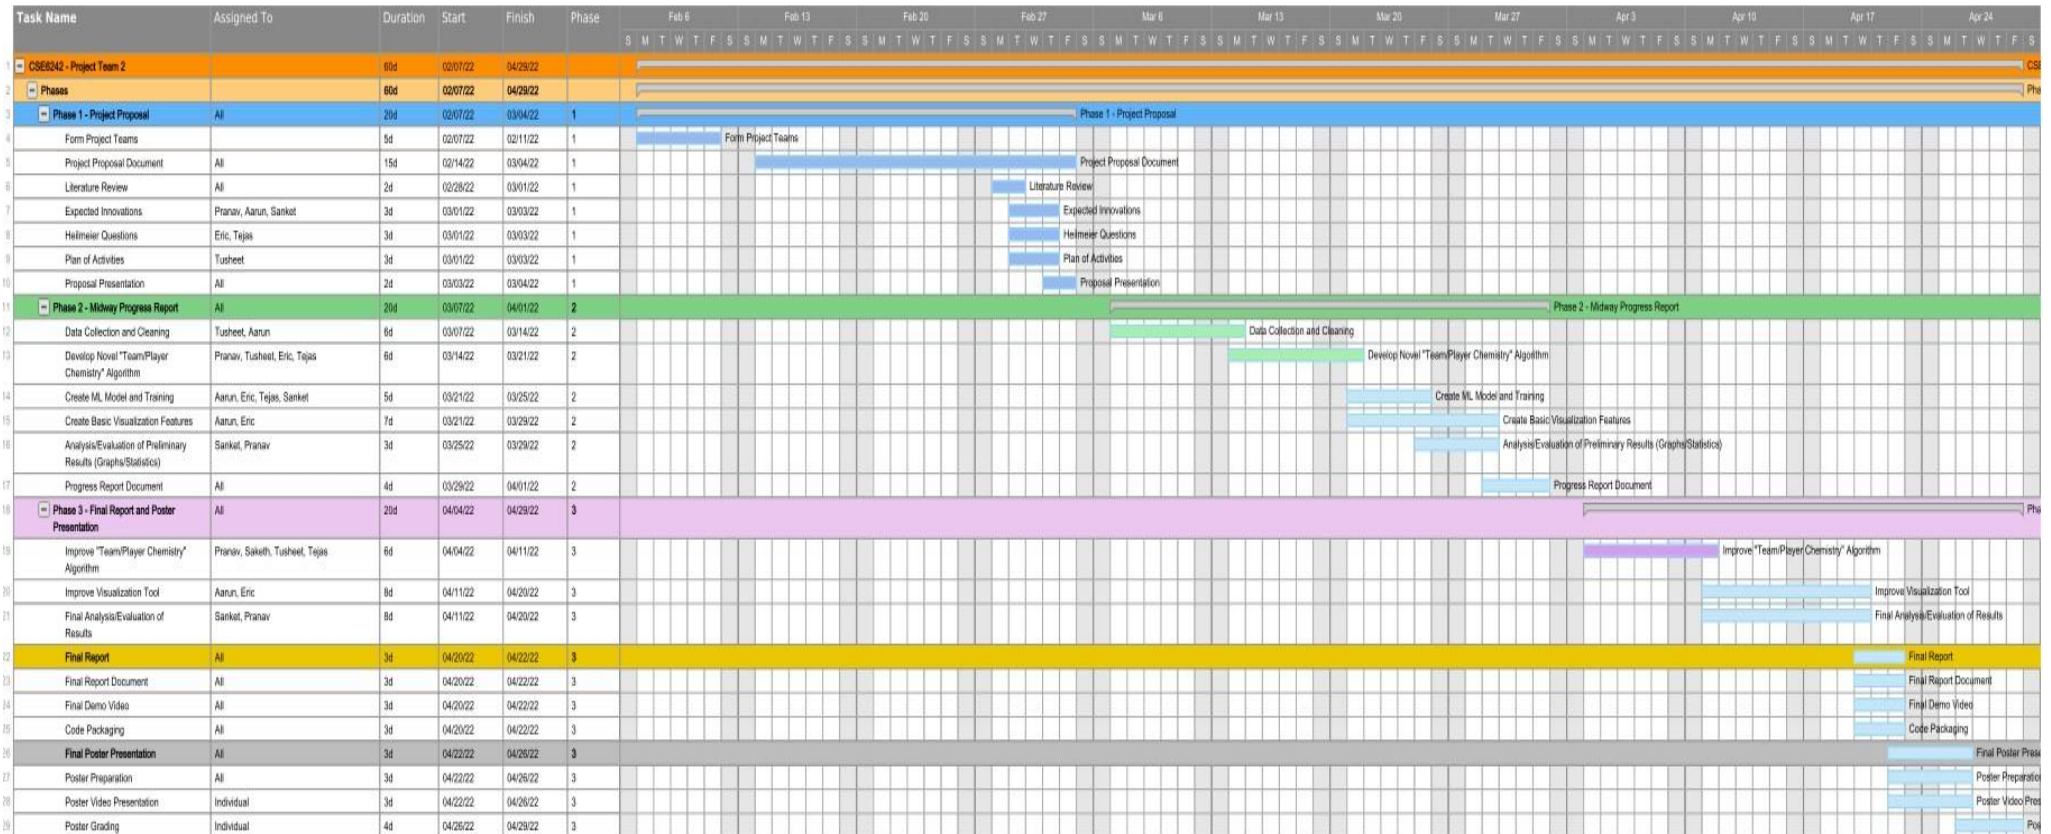 Task Name Assigned To Duration Start Finish Phase Feb 6 Feb 13 Feb 20 Feb 27 Mar 6 Mar 13 Mar 20 Mar 27 Apr 3 Apr 10 Apr 17 Apr 24
S M T W T F S S M T W T F S S M T W T F S S M T W T F S S M T W T F S S M T W T F S S M T W T F S S M T W T F S S M T W T F S S M T W T F S S M T W T F S S M T W T F S
1 CSE6242 - Project Team 2 60d 02/07/22 04/29/22 CSE
2 Phases 60d 02/07/22 04/29/22 Pha
3 Phase 1 - Project Proposal All 20d 02/07/22 03/04/22 1 Phase 1 - Project Proposal
4 Form Project Teams 5d 02/07/22 02/11/22 1 Form Project Teams
5 Project Proposal Document All 15d 02/14/22 03/04/22 1 Project Proposal Document
6 Literature Review All 2d 02/28/22 03/01/22 1 Literature Review
7 Expected Innovations Pranav, Aarun, Sanket 3d 03/01/22 03/03/22 1 Expected Innovations
8 Heilmeier Questions Eric, Tejas 3d 03/01/22 03/03/22 1 Heilmeier Questions
9 Plan of Activities Tusheet 3d 03/01/22 03/03/22 1 Plan of Activities
10 Proposal Presentation All 2d 03/03/22 03/04/22 1 Proposal Presentation
11 Phase 2 - Midway Progress Report All 20d 03/07/22 04/01/22 2 Phase 2 - Midway Progress Report
12 Data Collection and Cleaning Tusheet, Aarun 6d 03/07/22 03/14/22 2 Data Collection and Cleaning
13 Develop Novel "Team/Player Pranav, Tusheet, Eric, Tejas 6d 03/14/22 03/21/22 2 Develop Novel "Team/Player Chemistry" Algorithm
Chemistry" Algorithm
14 Create ML Model and Training Aarun, Eric, Tejas, Sanket 5d 03/21/22 03/25/22 2 Create ML Model and Training
15 Create Basic Visualization Features Aarun, Eric 7d 03/21/22 03/29/22 2 Create Basic Visualization Features
16 Analysis/Evaluation of Preliminary Sanket, Pranav 3d 03/25/22 03/29/22 2 Analysis/Evaluation of Preliminary Results (Graphs/Statistics)
Results (Graphs/Statistics)
17 Progress Report Document All 4d 03/29/22 04/01/22 2 Progress Report Document
18 Phase 3 - Final Report and Poster All 20d 04/04/22 04/29/22 3 Pha
Presentation
19 Improve "Team/Player Chemistry" Pranav, Saketh, Tusheet, Tejas 6d 04/04/22 04/11/22 3 Improve "Team/Player Chemistry" Algorithm
Algorithm
20 Improve Visualization Tool Aarun, Eric 8d 04/11/22 04/20/22 3 Improve Visualization Tool
21 Final Analysis/Evaluation of Sanket, Pranav 8d 04/11/22 04/20/22 3 Final Analysis/Evaluation of Results
Results
22 Final Report All 3d 04/20/22 04/22/22 3 Final Report
23 Final Report Document All 3d 04/20/22 04/22/22 3 Final Report Document
24 Final Demo Video All 3d 04/20/22 04/22/22 3 Final Demo Video
25 Code Packaging All 3d 04/20/22 04/22/22 3 Code Packaging
26 Final Poster Presentation All 3d 04/22/22 04/26/22 3 Final Poster Prese
27 Poster Preparation All 3d 04/22/22 04/26/22 3 Poster Preparatio
28 Poster Video Presentation Individual 3d 04/22/22 04/26/22 3 Poster Video Pres
29 Poster Grading Individual 4d 04/26/22 04/29/22 3 Pos